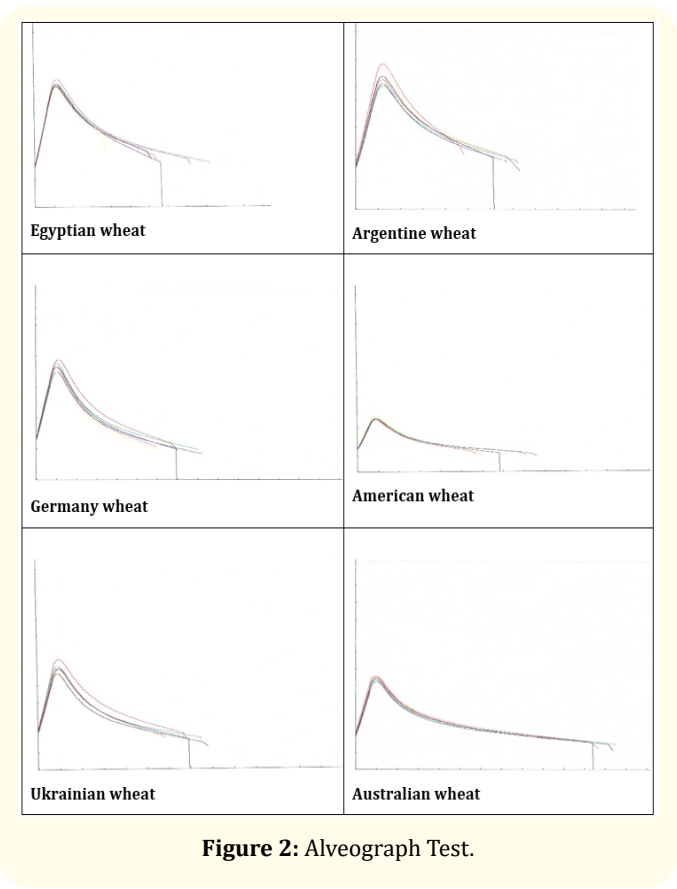 Egyptian wheat
Argentine wheat
Germany wheat
American wheat
Ukrainian wheat
Australian wheat
Figure 2: Alveograph Test.